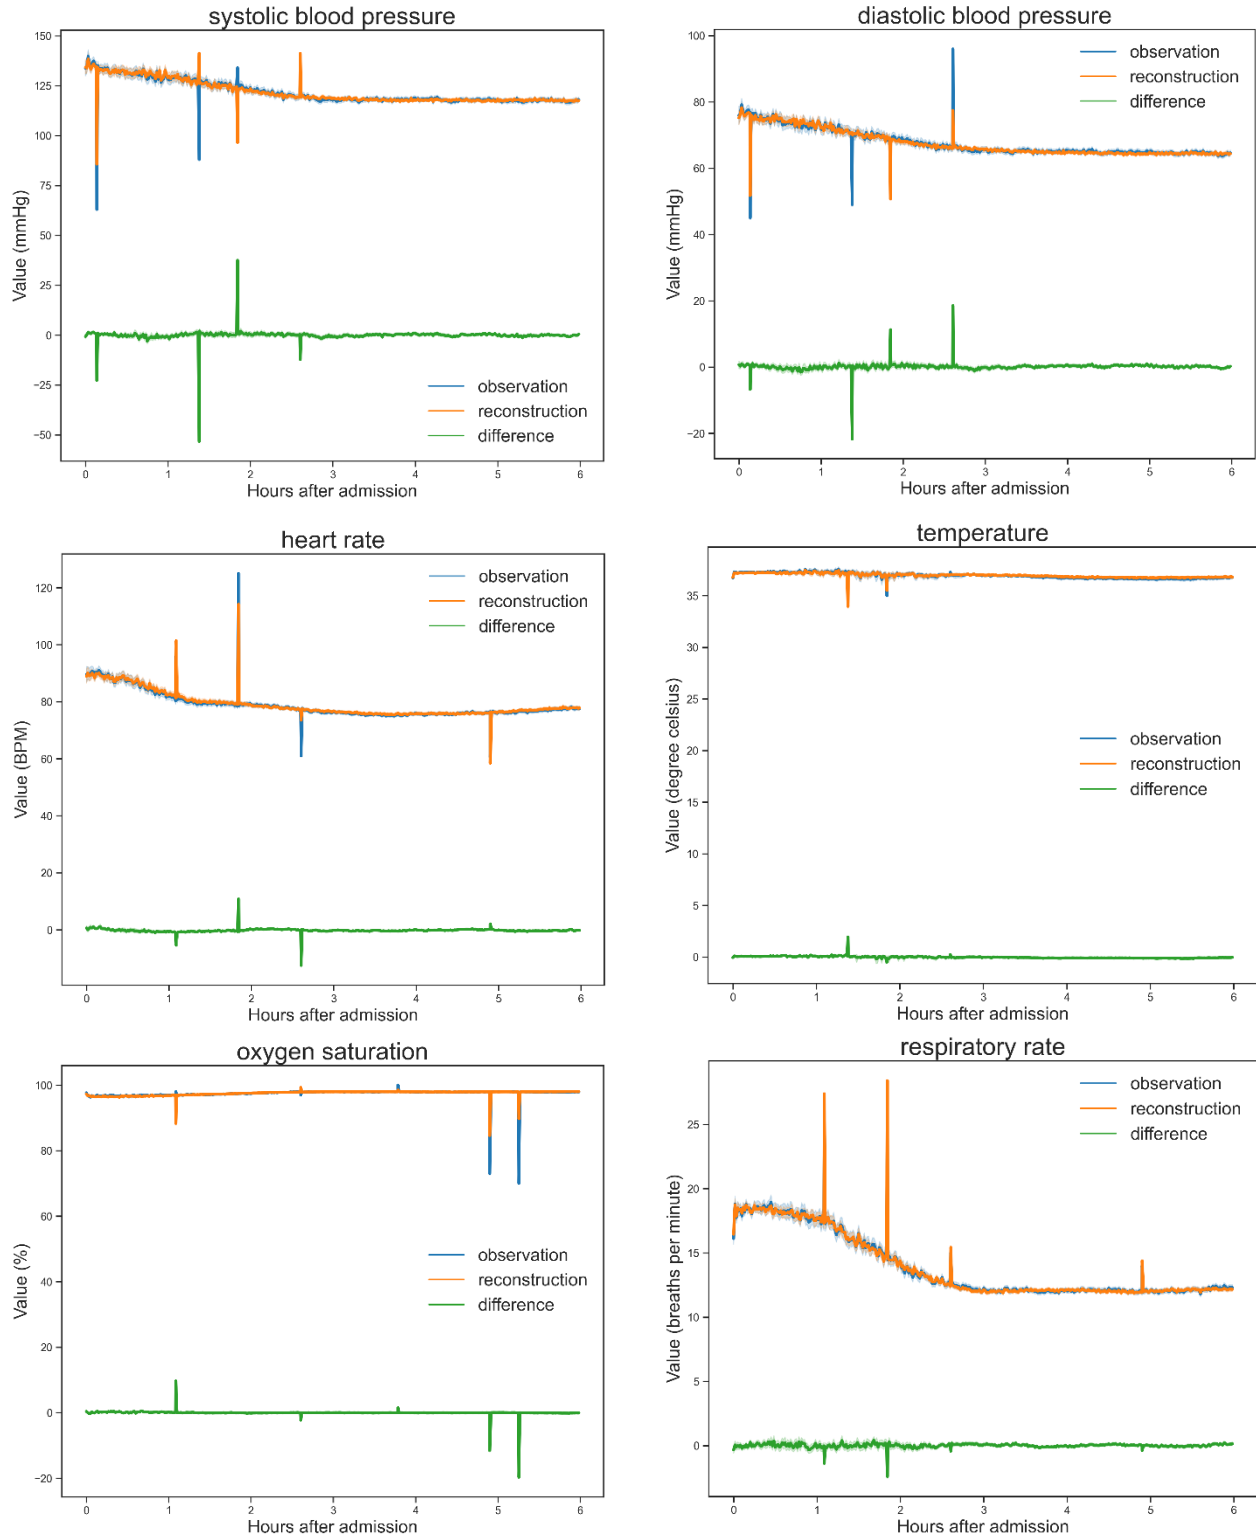 systolic blood pressure
150
125
100
75
50
25
0
−25
−50
Value (mmHg)
observation
reconstruction
difference
0 1 2 3 4 5 6
Hours after admission
diastolic blood pressure
100
80
60
40
20
0
−20
Value (mmHg)
observation
reconstruction
difference
0 1 2 3 4 5 6
Hours after admission
heart rate
120
100
80
60
40
20
0
Value (BPM)
observation
reconstruction
difference
0 1 2 3 4 5 6
Hours after admission
temperature
35
30
25
20
15
10
5
0
Value (degree celsius)
observation
reconstruction
difference
0 1 2 3 4 5 6
Hours after admission
oxygen saturation
100
80
60
40
20
0
−20
Value (%)
observation
reconstruction
difference
0 1 2 3 4 5 6
Hours after admission
respiratory rate
25
20
15
10
5
0
Value (breaths per minute)
observation
reconstruction
difference
0 1 2 3 4 5 6
Hours after admission